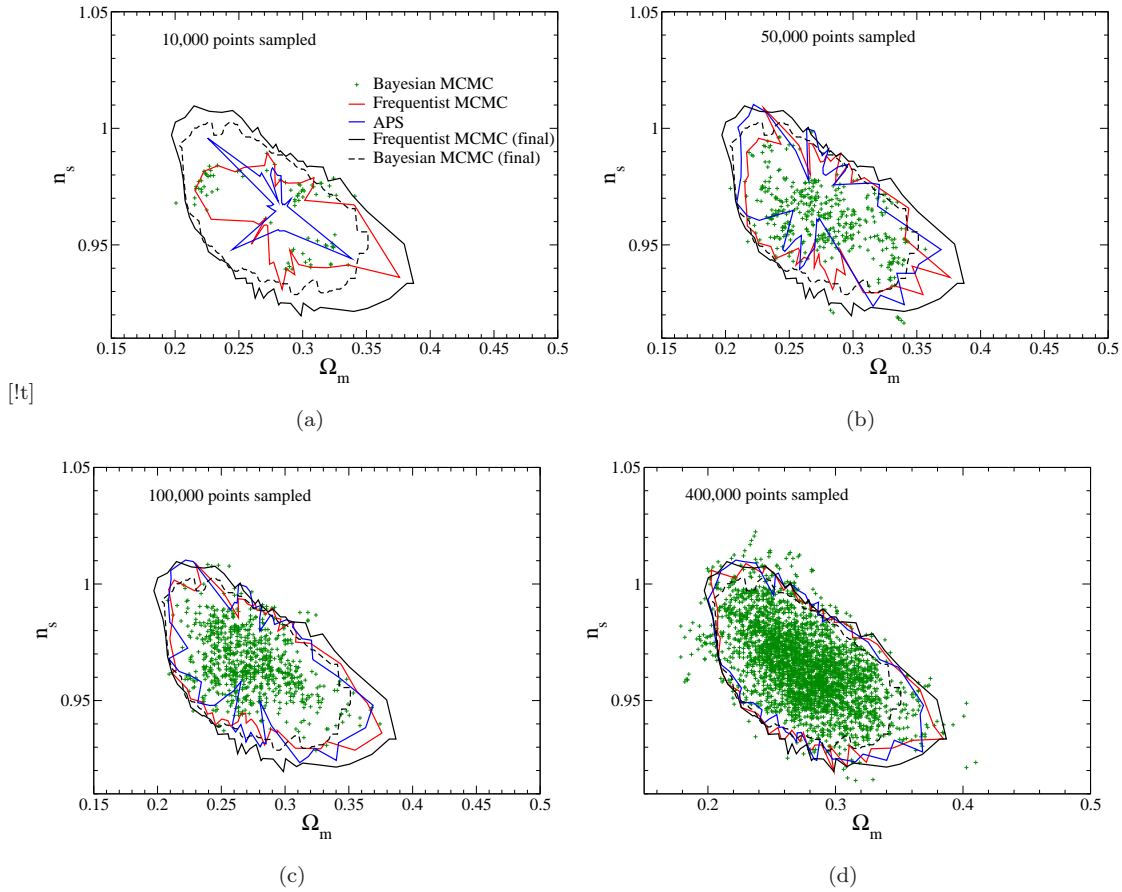 1.05
10,000 points sampled
Bayesian MCMC
Frequentist MCMC
APS
Frequentist MCMC (final)
Bayesian MCMC (final)
1
n_s
0.95
0.15 0.2 0.25 0.3 0.35 0.4 0.45 0.5
Ω_m
[!t]
(a)
1.05
50,000 points sampled
1
n_s
0.95
0.15 0.2 0.25 0.3 0.35 0.4 0.45 0.5
Ω_m
(b)
1.05
100,000 points sampled
1
n_s
0.95
0.15 0.2 0.25 0.3 0.35 0.4 0.45 0.5
Ω_m
(c)
1.05
400,000 points sampled
1
n_s
0.95
0.2 0.3 0.4 0.5
Ω_m
(d)